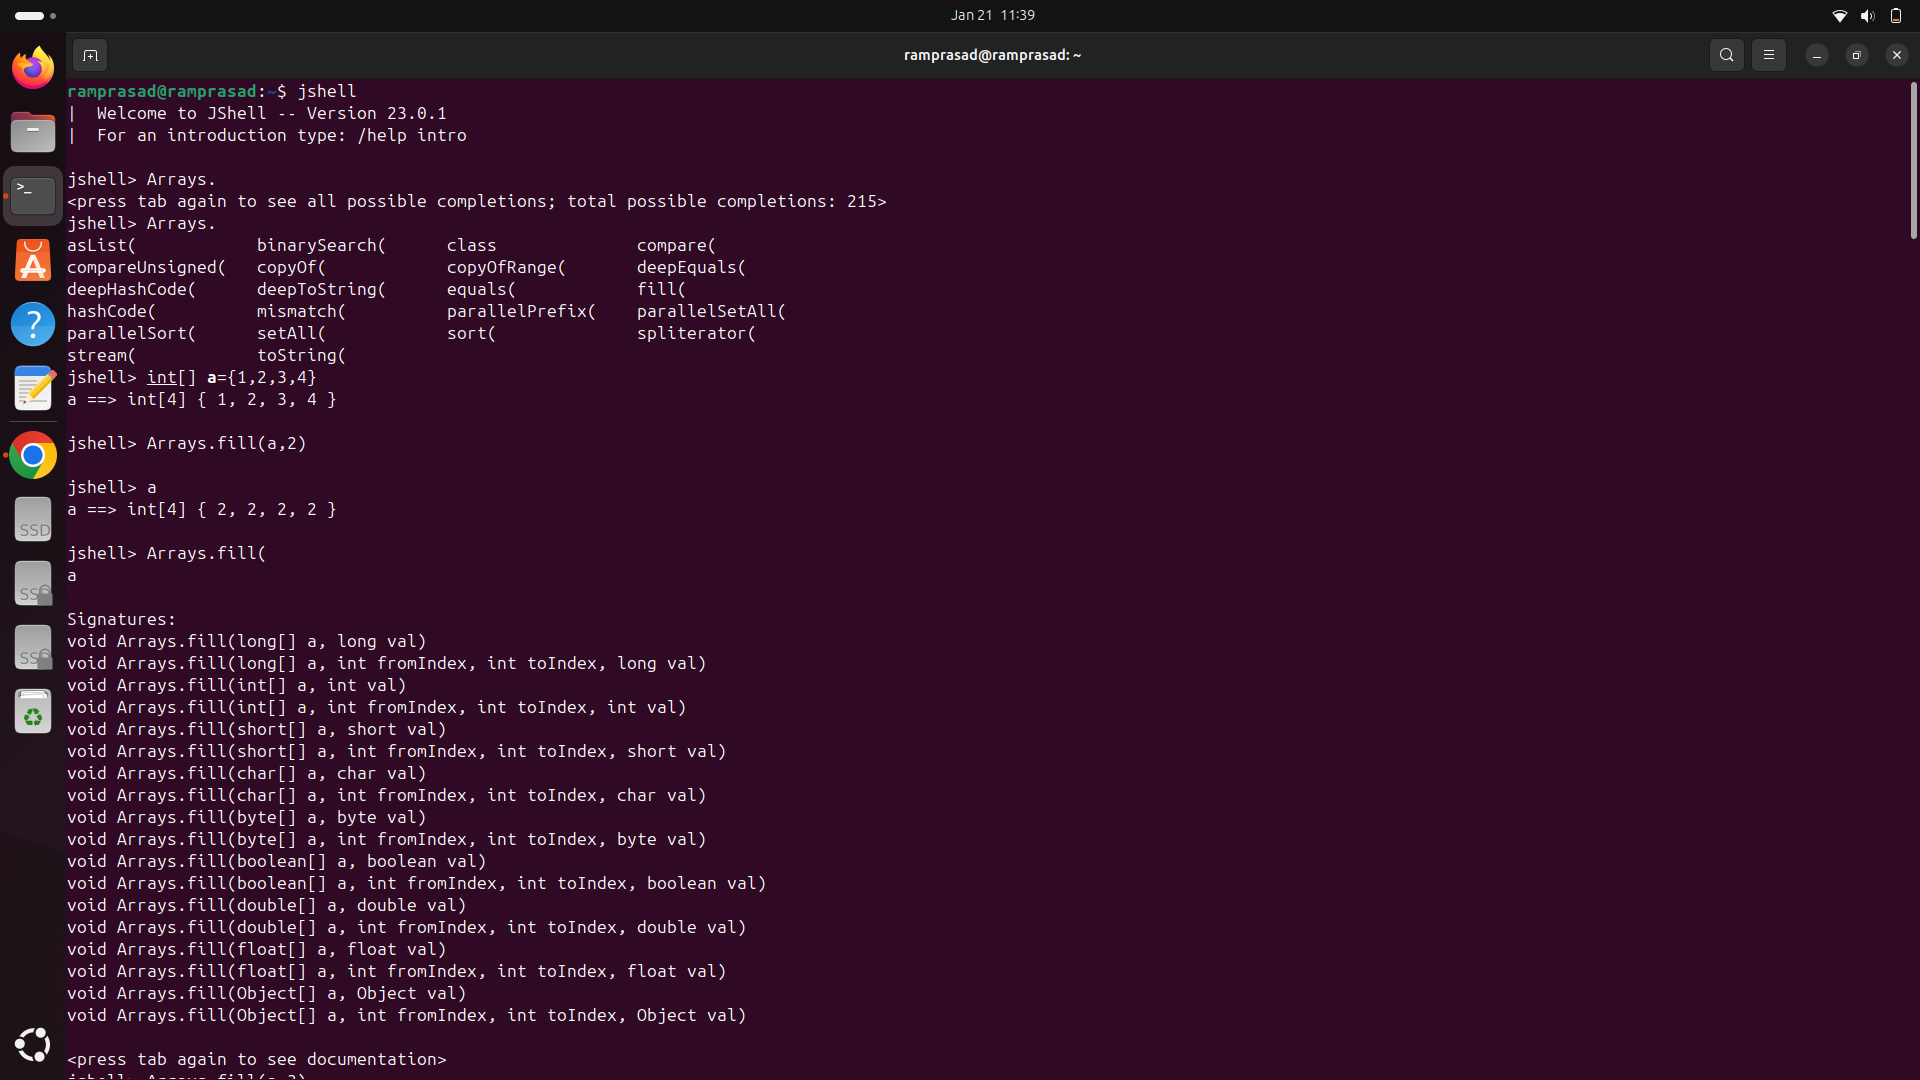 Jan 21 11:39
ramprasad@ramprasad: ~
ramprasad@ramprasad:~$ jshell
|  Welcome to JShell -- Version 23.0.1
|  For an introduction type: /help intro
jshell> Arrays.
<press tab again to see all possible completions; total possible completions: 215>
jshell> Arrays.
asList(            binarySearch(      class              compare(
compareUnsigned(   copyOf(            copyOfRange(       deepEquals(
deepHashCode(      deepToString(      equals(            fill(
hashCode(          mismatch(          parallelPrefix(    parallelSetAll(
parallelSort(      setAll(            sort(              spliterator(
stream(            toString(
jshell> int[] a={1,2,3,4}
a ==> int[4] { 1, 2, 3, 4 }
jshell> Arrays.fill(a,2)
jshell> a
a ==> int[4] { 2, 2, 2, 2 }
jshell> Arrays.fill(
a
Signatures:
void Arrays.fill(long[] a, long val)
void Arrays.fill(long[] a, int fromIndex, int toIndex, long val)
void Arrays.fill(int[] a, int val)
void Arrays.fill(int[] a, int fromIndex, int toIndex, int val)
void Arrays.fill(short[] a, short val)
void Arrays.fill(short[] a, int fromIndex, int toIndex, short val)
void Arrays.fill(char[] a, char val)
void Arrays.fill(char[] a, int fromIndex, int toIndex, char val)
void Arrays.fill(byte[] a, byte val)
void Arrays.fill(byte[] a, int fromIndex, int toIndex, byte val)
void Arrays.fill(boolean[] a, boolean val)
void Arrays.fill(boolean[] a, int fromIndex, int toIndex, boolean val)
void Arrays.fill(double[] a, double val)
void Arrays.fill(double[] a, int fromIndex, int toIndex, double val)
void Arrays.fill(float[] a, float val)
void Arrays.fill(float[] a, int fromIndex, int toIndex, float val)
void Arrays.fill(Object[] a, Object val)
void Arrays.fill(Object[] a, int fromIndex, int toIndex, Object val)
<press tab again to see documentation>